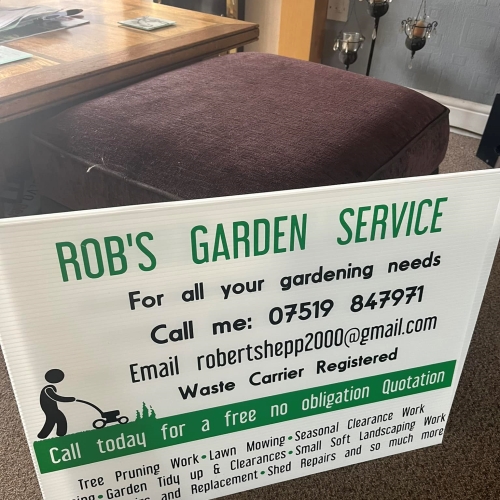 ROB'S GARDEN SERVICE
For all your gardening needs
Call me: 07519 847971
Email robertshepp2000@gmail.com
Waste Carrier Registered
Call today for a free no obligation Quotation
Tree Pruning Work • Lawn Mowing • Seasonal Clearance Work
• Garden Tidy up & Clearances • Small Soft Landscaping Work
and Replacement • Shed Repairs and so much more